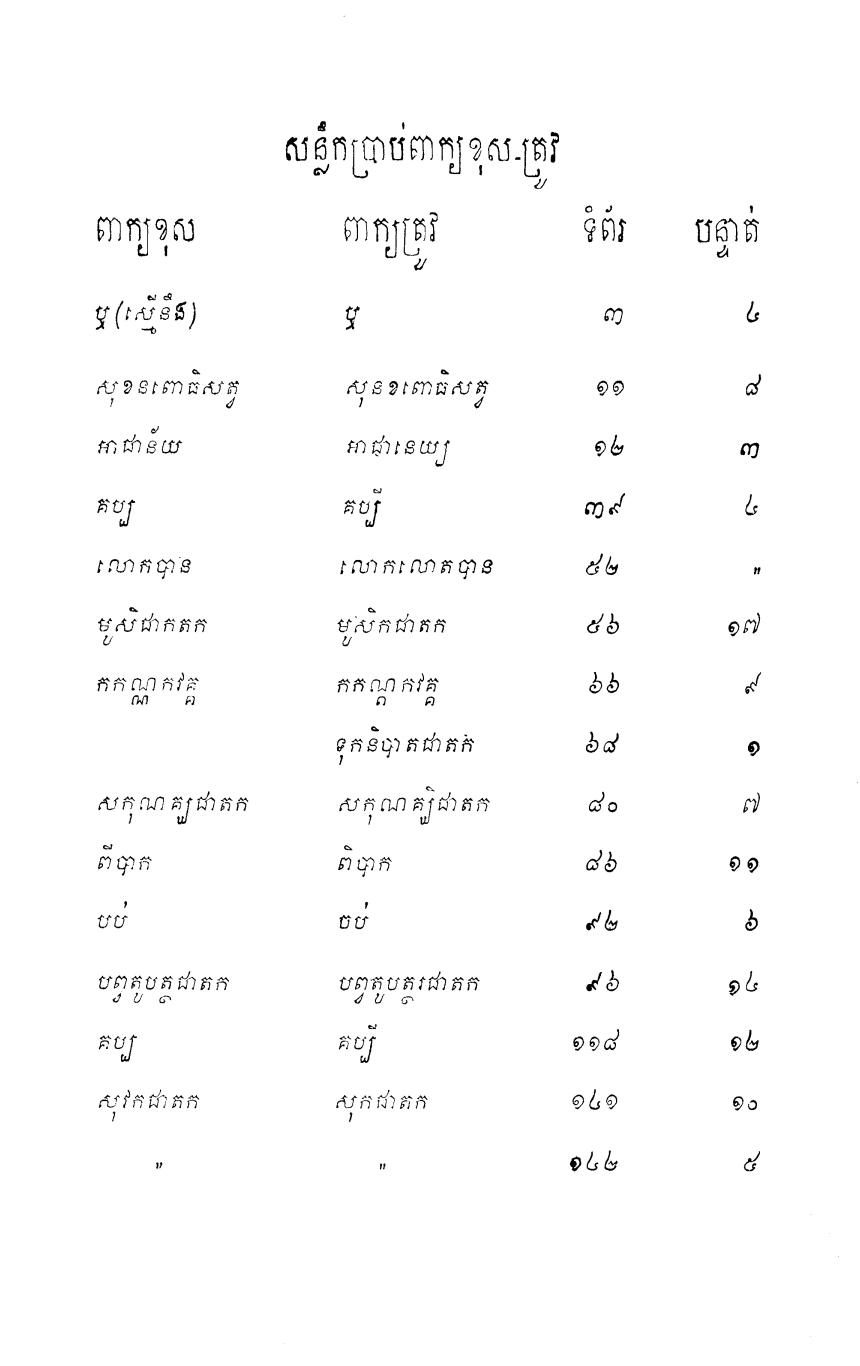 សន្លឹកប្រាប់ពាក្យខុស-ត្រូវ
ពាក្យខុស ពាក្យត្រូវ ទំព័រ បន្ទាត់
ឫ (ស្មើនឹង) ឫ ៣ ៤
សុខនពោធិសត្វ សុនខពោធិសត្វ ១១ ៨
អាជាន័យ អាជ្ញានេយ្យ ១២ ៣
គប្ប គប្បី ៣៩ ៤
លោកបាន លោកលោតបាន ៥២ "
មូសិជាកតក មូសិកជាតក ៥៦ ១៧
កកណ្ណកវគ្គ កកណ្ដកវគ្គ ៦៦ ៩
ទុកនិបាតជាតក ៦៨ ១
សកុណគ្ឃជាតក សកុណគ្ឃិជាតក ៨០ ៧
ពីបាក ពិបាក ៨៦ ១១
បប់ ចប់ ៩២ ៦
បព្វតូបត្ថជាតក បព្វតូបត្ថរជាតក ៩៦ ១៤
គប្ប គប្បី ១១៨ ១២
សុវកជាតក សុកជាតក ១៤១ ១០
" " ១៤២ ៥